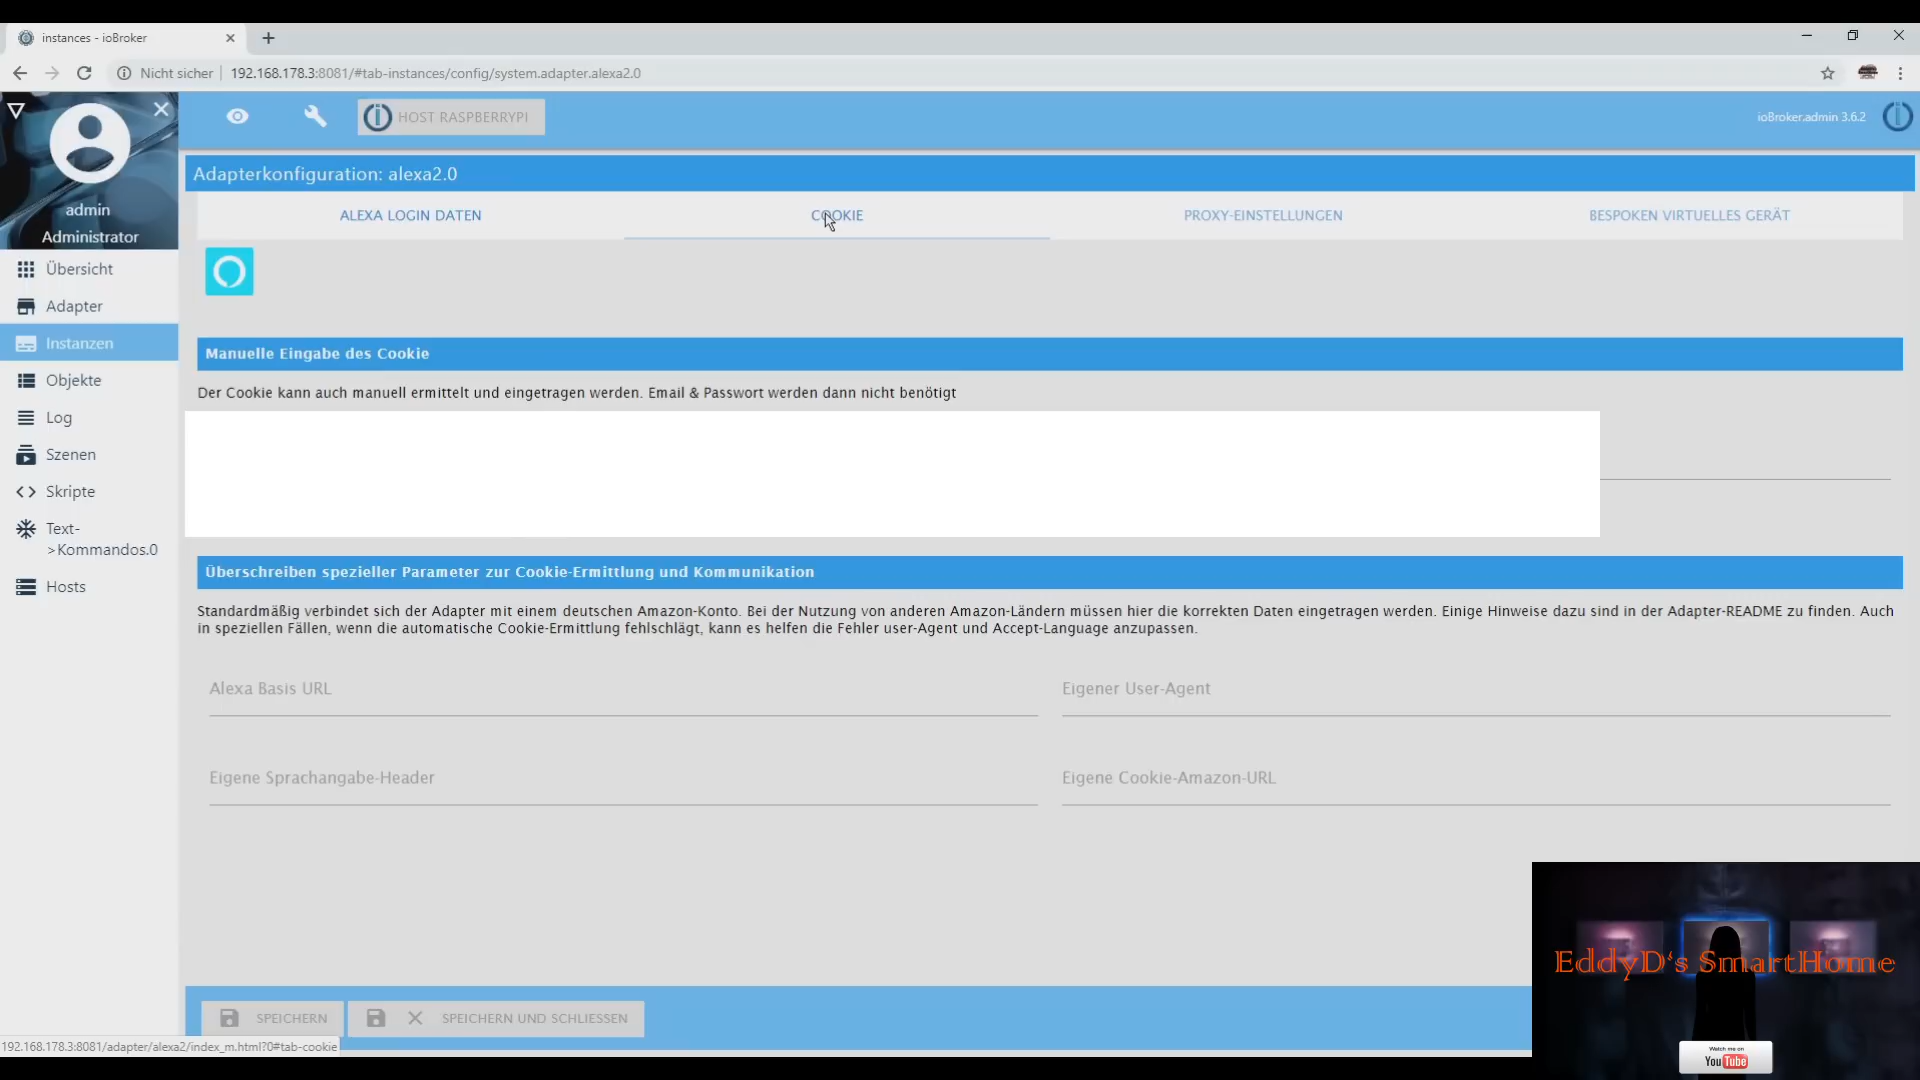 instances - ioBroker
Nicht sicher
192.168.178.3:8081/#tab-instances/config/system.adapter.alexa2.0
HOST RASPBERRYPI
ioBroker.admin 3.6.2
admin
Administrator
Übersicht
Adapter
Instanzen
Objekte
Log
Szenen
Skripte
Text-
>Kommandos.0
Hosts
Adapterkonfiguration: alexa2.0
ALEXA LOGIN DATEN
COOKIE
PROXY-EINSTELLUNGEN
BESPOKEN VIRTUELLES GERÄT
Manuelle Eingabe des Cookie
Der Cookie kann auch manuell ermittelt und eingetragen werden. Email & Passwort werden dann nicht benötigt
Überschreiben spezieller Parameter zur Cookie-Ermittlung und Kommunikation
Standardmäßig verbindet sich der Adapter mit einem deutschen Amazon-Konto. Bei der Nutzung von anderen Amazon-Ländern müssen hier die korrekten Daten eingetragen werden. Einige Hinweise dazu sind in der Adapter-README zu finden. Auch
in speziellen Fällen, wenn die automatische Cookie-Ermittlung fehlschlägt, kann es helfen die Fehler user-Agent und Accept-Language anzupassen.
Alexa Basis URL
Eigener User-Agent
Eigene Sprachangabe-Header
Eigene Cookie-Amazon-URL
SPEICHERN
SPEICHERN UND SCHLIESSEN
192.168.178.3:8081/adapter/alexa2/index_m.html?0#tab-cookie
EddyD's SmartHome
Watch me on
YouTube